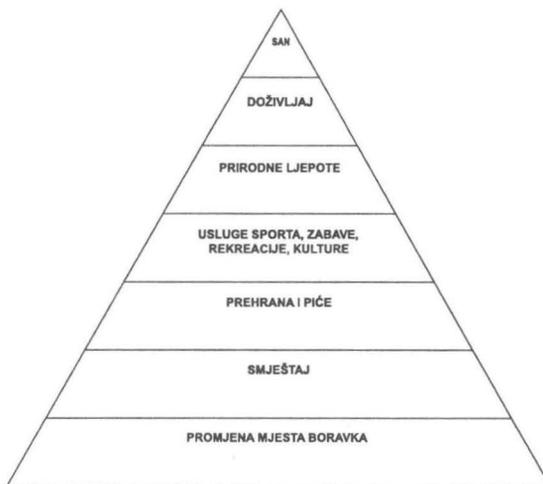 SAN
DOŽIVLJAJ
PRIRODNE LJEPOTE
USLUGE SPORTA, ZABAVE,
REKREACIJE, KULTURE
PREHRANA I PIĆE
SMJEŠTAJ
PROMJENA MJESTA BORAVKA